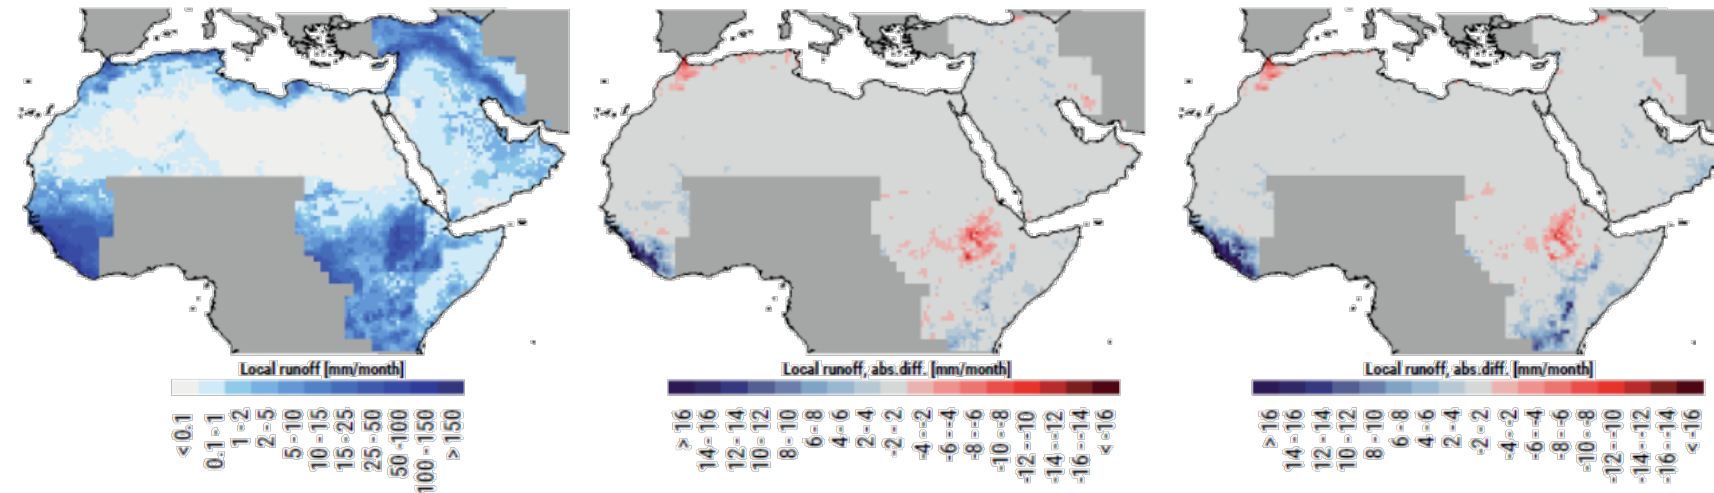 Local runoff [mm/month]
< 0.1
0.1 - 1
1 - 2
2 - 5
5 - 10
10 - 15
15 - 25
25 - 50
50 -100
100 - 150
> 150
Local runoff, abs.diff. [mm/month]
> 16
14 - 16
12 - 14
10 - 12
8 - 10
6 - 8
4 - 6
2 - 4
-2 - 2
-4 - -2
-6 - -4
-8 - -6
-10 - -8
-12 - -10
-14 - -12
-16 - -14
< -16
Local runoff, abs.diff. [mm/month]
> 16
14 - 16
12 - 14
10 - 12
8 - 10
6 - 8
4 - 6
2 - 4
-2 - 2
-4 - -2
-6 - -4
-8 - -6
-10 - -8
-12 - -10
-14 - -12
-16 - -14
< -16